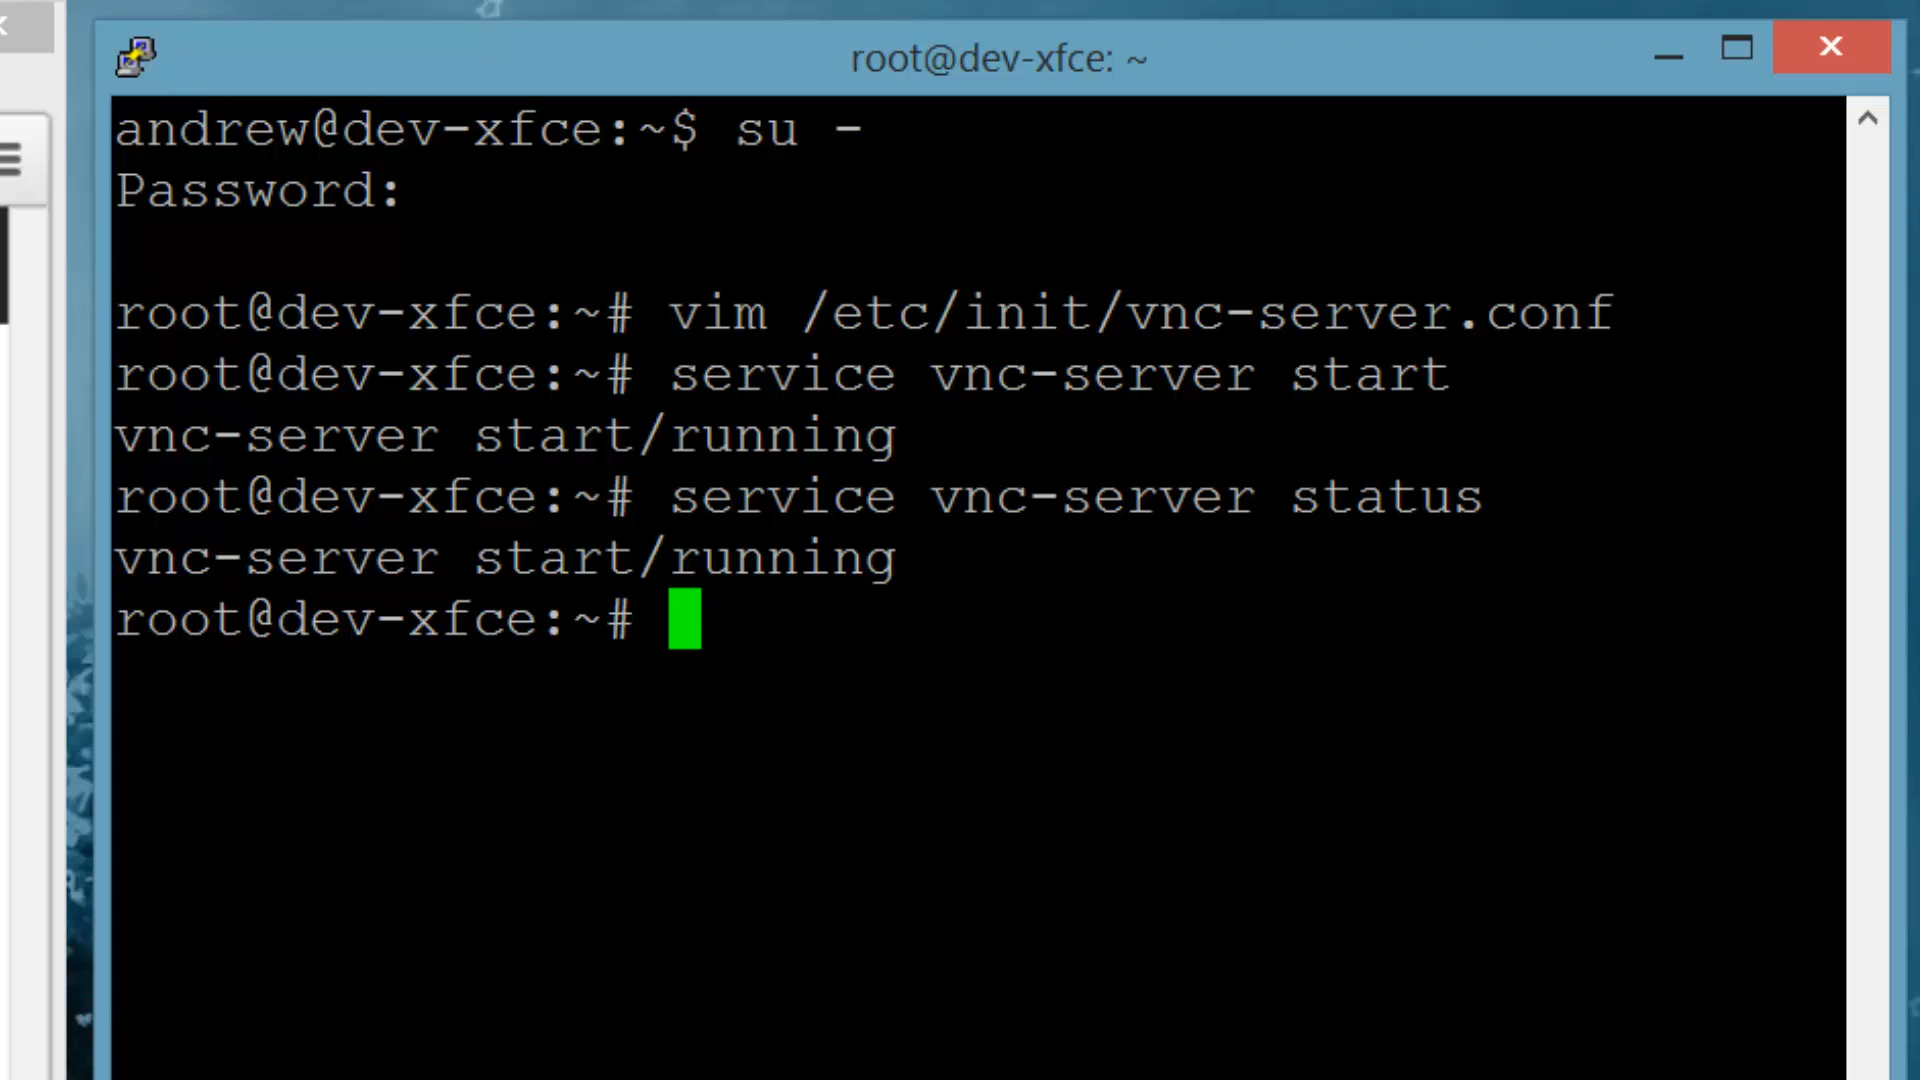 root@dev-xfce: ~
andrew@dev-xfce:~$ su -
Password:
root@dev-xfce:~# vim /etc/init/vnc-server.conf
root@dev-xfce:~# service vnc-server start
vnc-server start/running
root@dev-xfce:~# service vnc-server status
vnc-server start/running
root@dev-xfce:~#